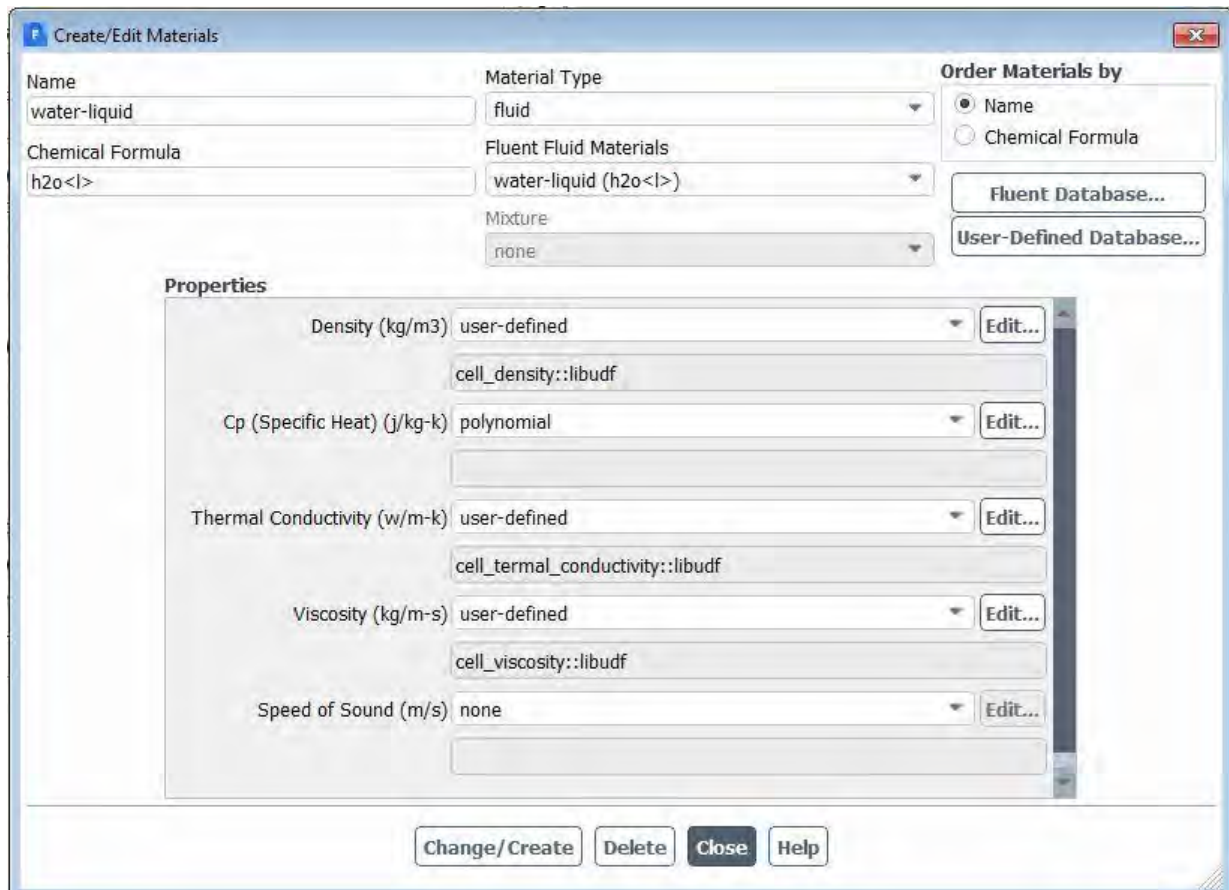 Create/Edit Materials
Name
water-liquid
Chemical Formula
h2o<l>
Material Type
fluid
Fluent Fluid Materials
water-liquid (h2o<l>)
Mixture
none
Order Materials by
Name
Chemical Formula
Fluent Database...
User-Defined Database...
Properties
Density (kg/m3) user-defined Edit...
cell_density::libudf
Cp (Specific Heat) (j/kg-k) polynomial Edit...
Thermal Conductivity (w/m-k) user-defined Edit...
cell_termal_conductivity::libudf
Viscosity (kg/m-s) user-defined Edit...
cell_viscosity::libudf
Speed of Sound (m/s) none Edit...
Change/Create Delete Close Help